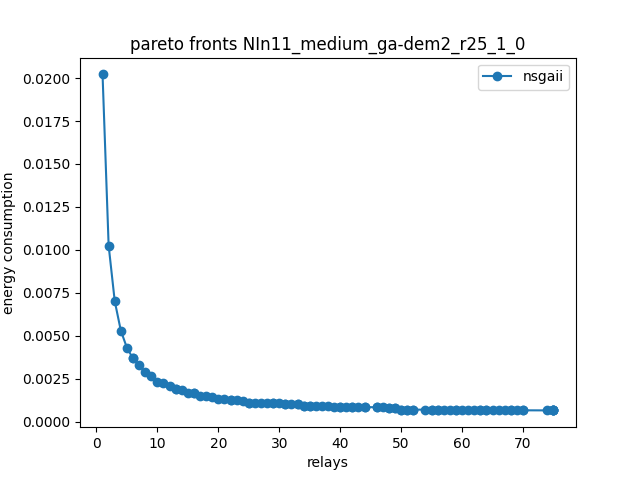 pareto fronts NIn11_medium_ga-dem2_r25_1_0
nsgaii
0.0200
0.0175
0.0150
0.0125
0.0100
0.0075
0.0050
0.0025
0.0000
energy consumption
0 10 20 30 40 50 60 70
relays